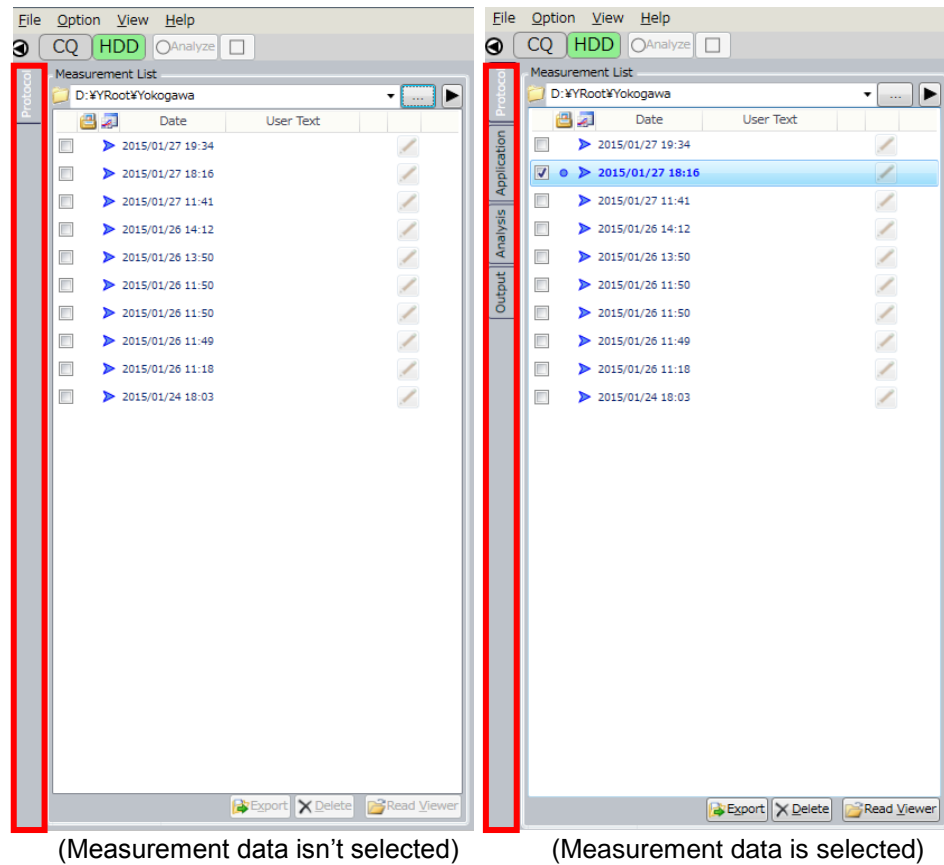 File Option View Help
CQ HDD Analyze
Protocol
Measurement List
D:¥YRoot¥Yokogawa ...
Date User Text
2015/01/27 19:34
2015/01/27 18:16
2015/01/27 11:41
2015/01/26 14:12
2015/01/26 13:50
2015/01/26 11:50
2015/01/26 11:50
2015/01/26 11:49
2015/01/26 11:18
2015/01/24 18:03
Export Delete Read Viewer
(Measurement data isn't selected)
File Option View Help
CQ HDD Analyze
Protoco
Application
Analysis
Output
Measurement List
D:¥YRoot¥Yokogawa ...
Date User Text
2015/01/27 19:34
2015/01/27 18:16
2015/01/27 11:41
2015/01/26 14:12
2015/01/26 13:50
2015/01/26 11:50
2015/01/26 11:50
2015/01/26 11:49
2015/01/26 11:18
2015/01/24 18:03
Export Delete Read Viewer
(Measurement data is selected)